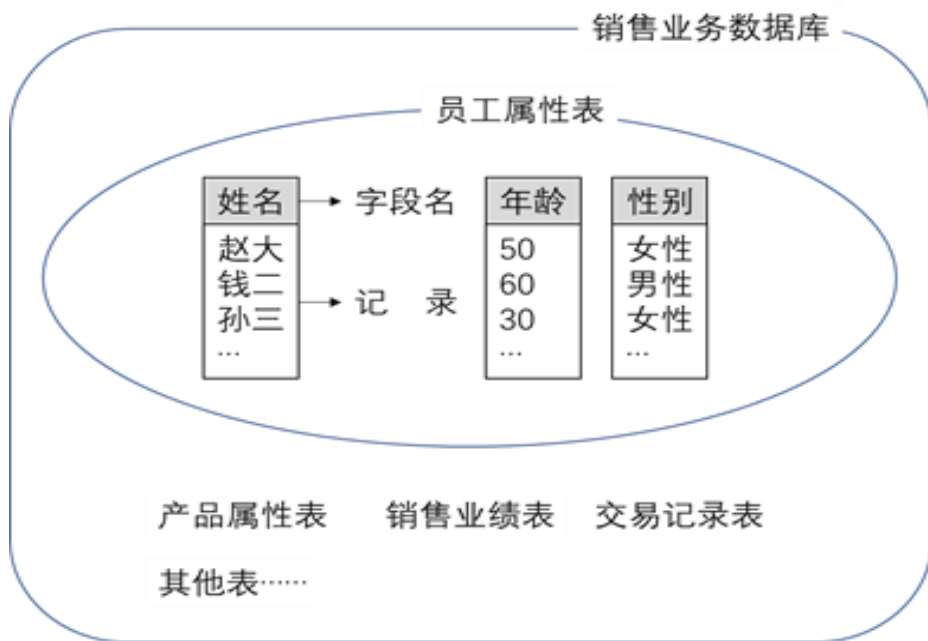 销售业务数据库
员工属性表
姓名 字段名 年龄 性别
赵大 50 女性
钱二 60 男性
记 录
孙三 30 女性
… … …
产品属性表 销售业绩表 交易记录表
其他表……